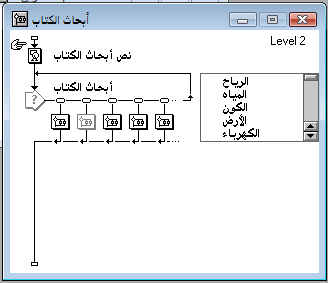 أبحاث الكتاب
Level 2
نص أبحاث الكتاب
أبحاث الكتاب
?
الرياح
المياه
الكون
الأرض
الكهرباء